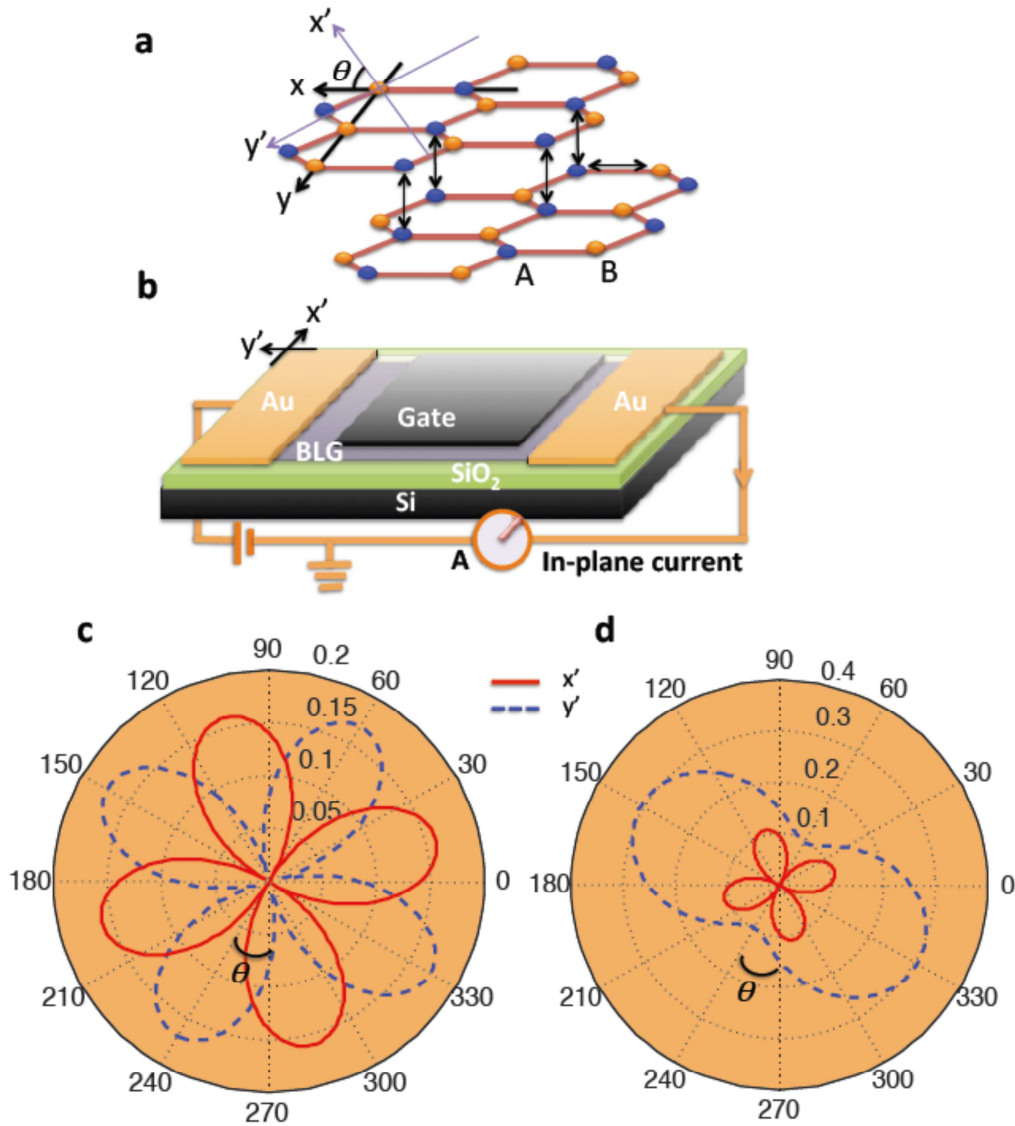 a
x'
θ
x
y'
y
A B
b
x'
y'
Au
Gate
Au
BLG
SiO2
Si
A
In-plane current
c
d
x'
y'
90
0.2
120
60
0.15
0.1
150
30
0.05
180
0
θ
210
330
240
300
270
90
0.4
120
60
0.3
0.2
150
30
0.1
180
0
θ
210
330
240
300
270